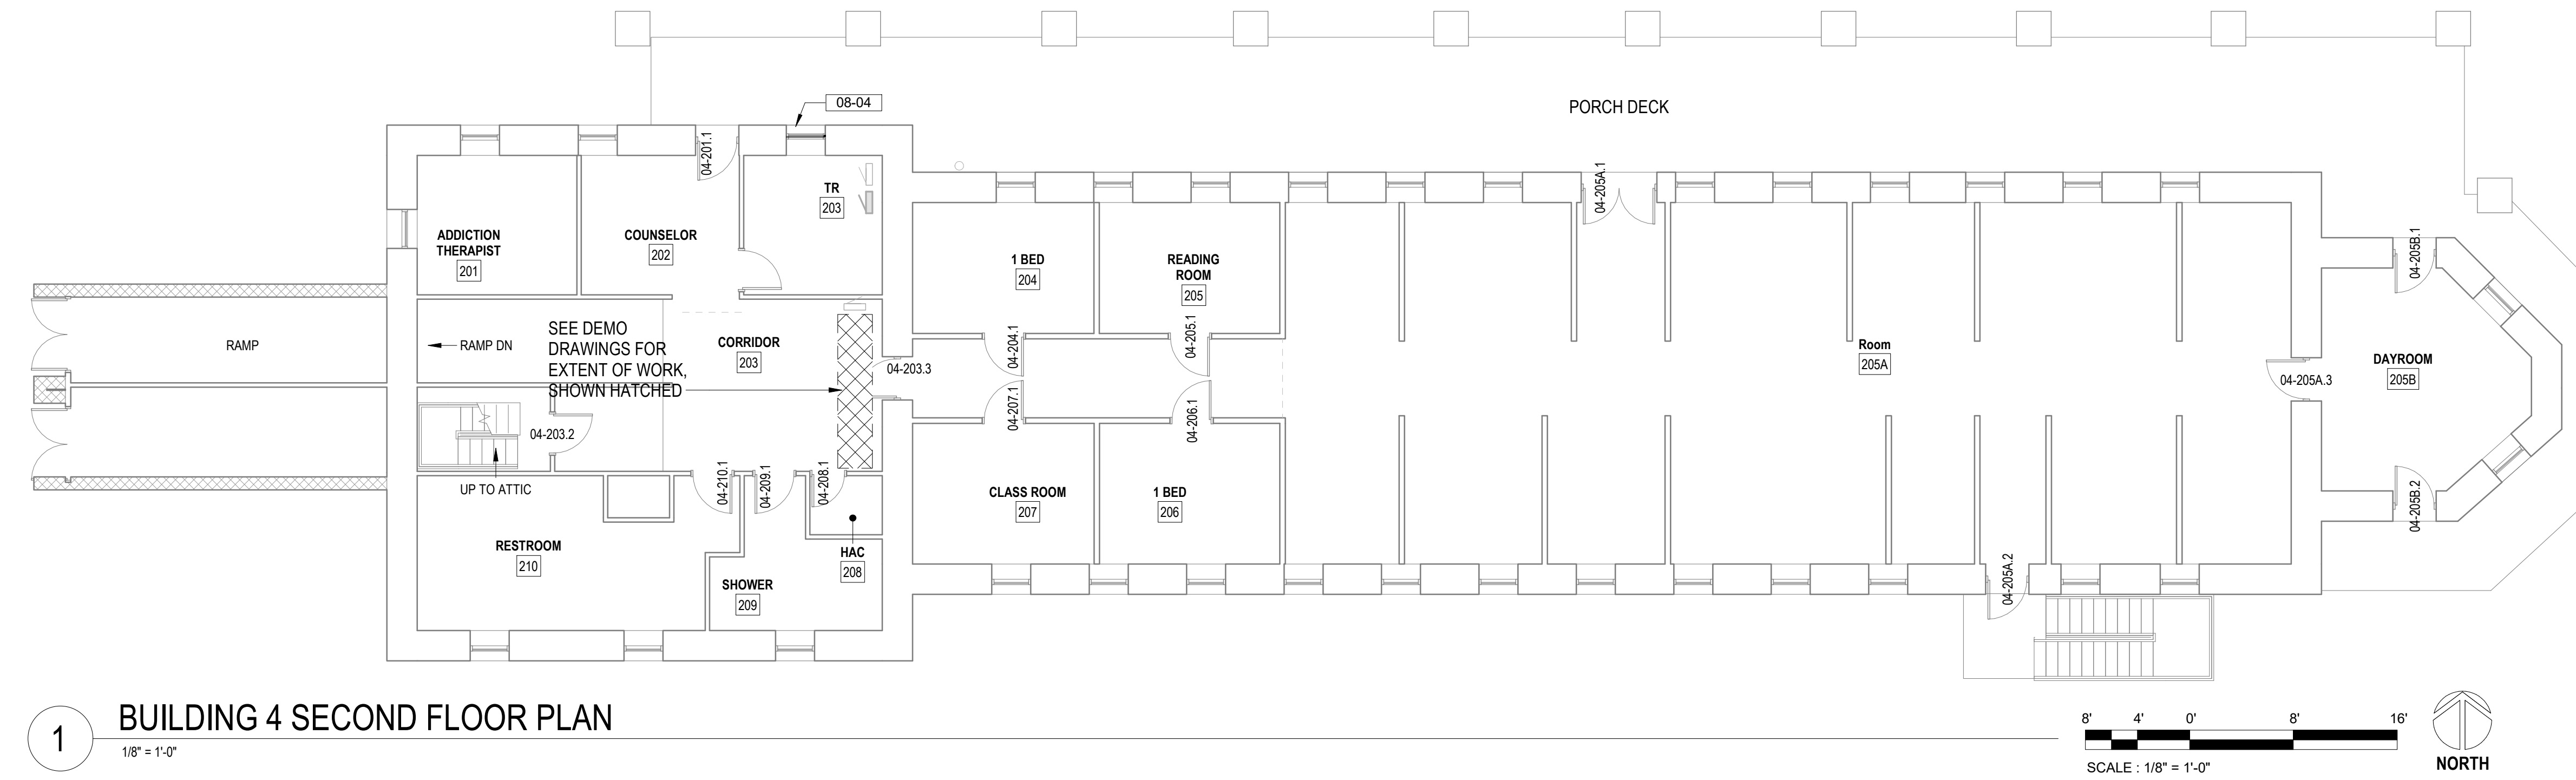 08-04
PORCH DECK
04-201.1
04-205A.1
TR
203
ADDICTION
THERAPIST
201
COUNSELOR
202
1 BED
204
READING
ROOM
205
04-205B.1
RAMP
RAMP DN
SEE DEMO
DRAWINGS FOR
EXTENT OF WORK,
SHOWN HATCHED
CORRIDOR
203
04-203.3
04-204.1
04-205.1
Room
205A
04-205A.3
DAYROOM
205B
04-203.2
04-207.1
04-206.1
UP TO ATTIC
04-210.1
04-209.1
04-208.1
CLASS ROOM
207
1 BED
206
04-205B.2
RESTROOM
210
HAC
208
SHOWER
209
04-205A.2
1
BUILDING 4 SECOND FLOOR PLAN
1/8" = 1'-0"
8' 4' 0' 8' 16'
SCALE : 1/8" = 1'-0"
NORTH